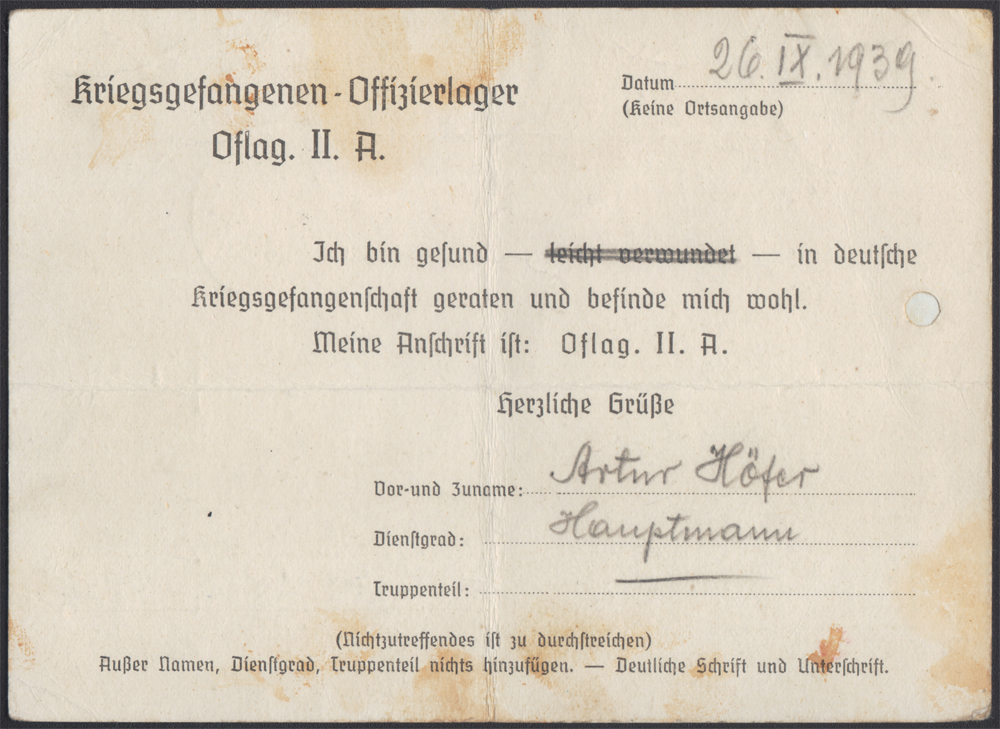 Kriegsgefangenen-Offizierlager
Oflag. II. A.
Datum 26. IX. 1939.
(Keine Ortsangabe)
Ich bin gesund — leicht verwundet — in deutsche
Kriegsgefangenschaft geraten und befinde mich wohl.
Meine Anschrift ist: Oflag. II. A.
Herzliche Grüße
Vor-und Zuname: Artur Höfer
Dienstgrad: Hauptmann
Truppenteil:
(Nichtzutreffendes ist zu durchstreichen)
Außer Namen, Dienstgrad, Truppenteil nichts hinzufügen. — Deutliche Schrift und Unterschrift.